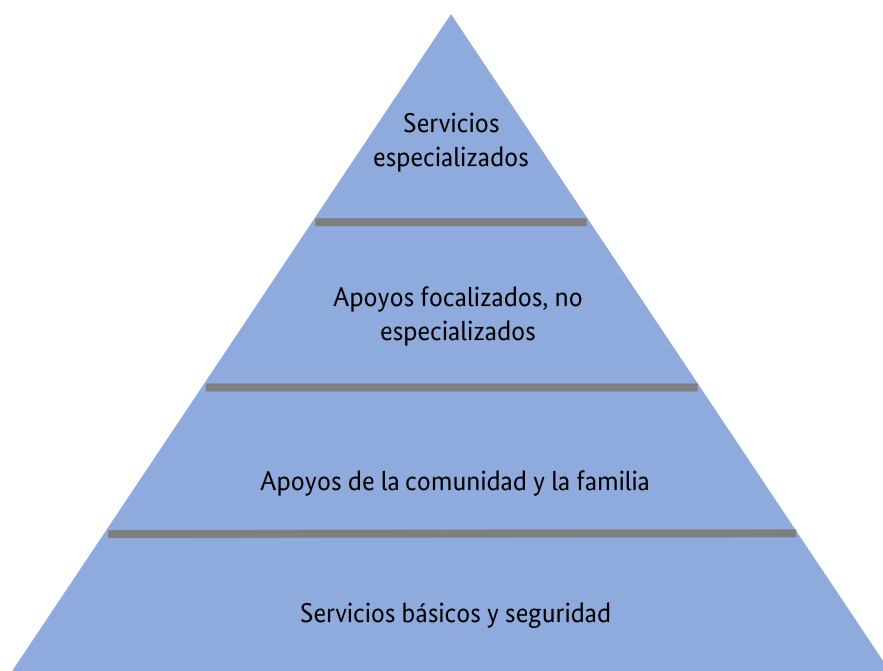 Servicios
especializados
Apoyos focalizados, no
especializados
Apoyos de la comunidad y la familia
Servicios básicos y seguridad